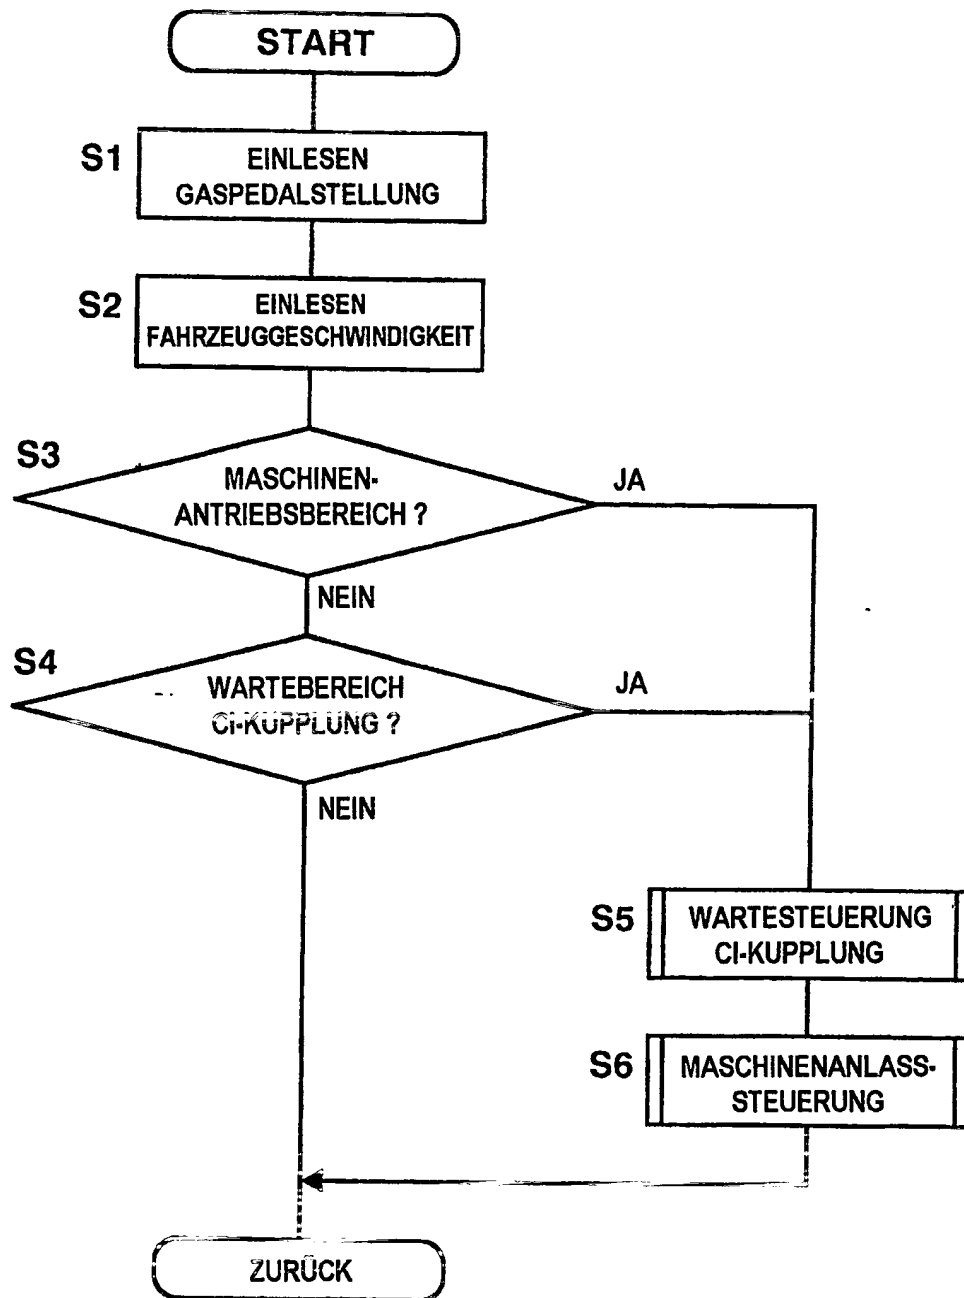 START
S1
EINLESEN
GASPEDALSTELLUNG
S2
EINLESEN
FAHRZEUGGESCHWINDIGKEIT
S3
MASCHINEN-
ANTRIEBSBEREICH ?
JA
NEIN
S4
WARTEBEREICH
CI-KUPPLUNG ?
JA
NEIN
S5
WARTESTEUERUNG
CI-KUPPLUNG
S6
MASCHINENANLASS-
STEUERUNG
ZURÜCK